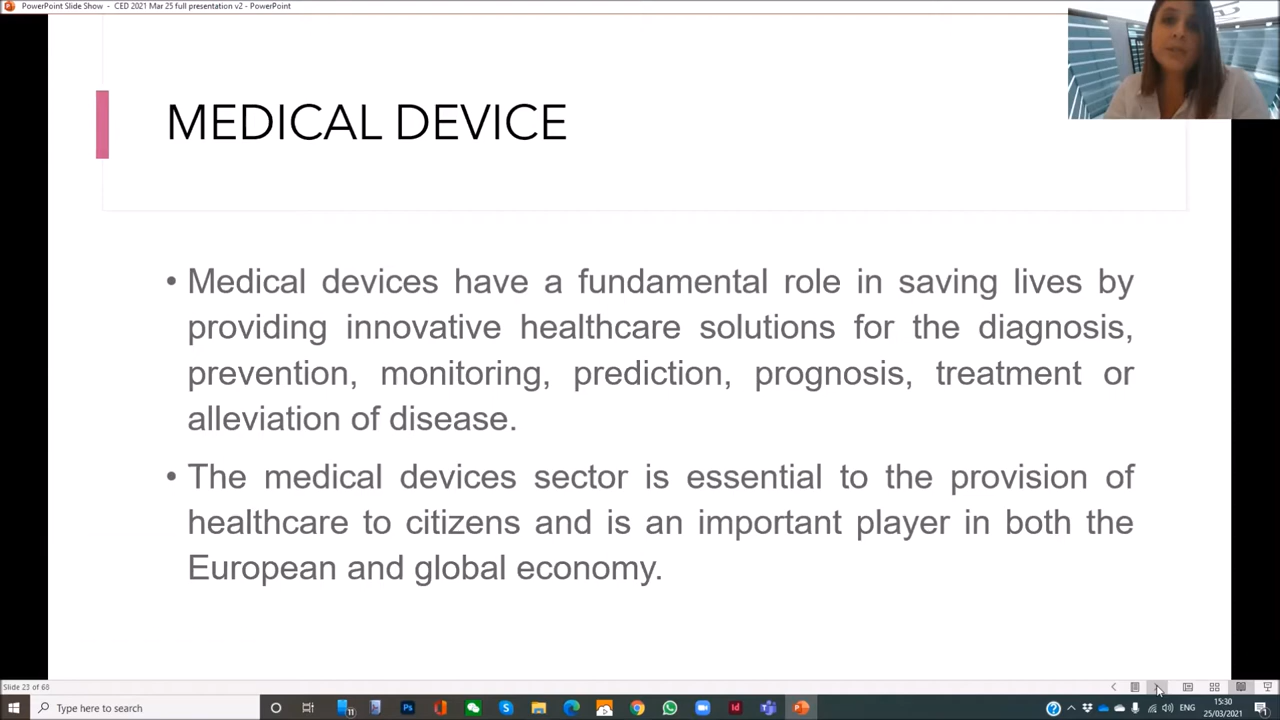 PowerPoint Slide Show - CED 2021 Mar 25 full presentation v2 - PowerPoint
MEDICAL DEVICE
• Medical devices have a fundamental role in saving lives by
providing innovative healthcare solutions for the diagnosis,
prevention, monitoring, prediction, prognosis, treatment or
alleviation of disease.
• The medical devices sector is essential to the provision of
healthcare to citizens and is an important player in both the
European and global economy.
Slide 23 of 68
Type here to search
15:30
25/03/2021